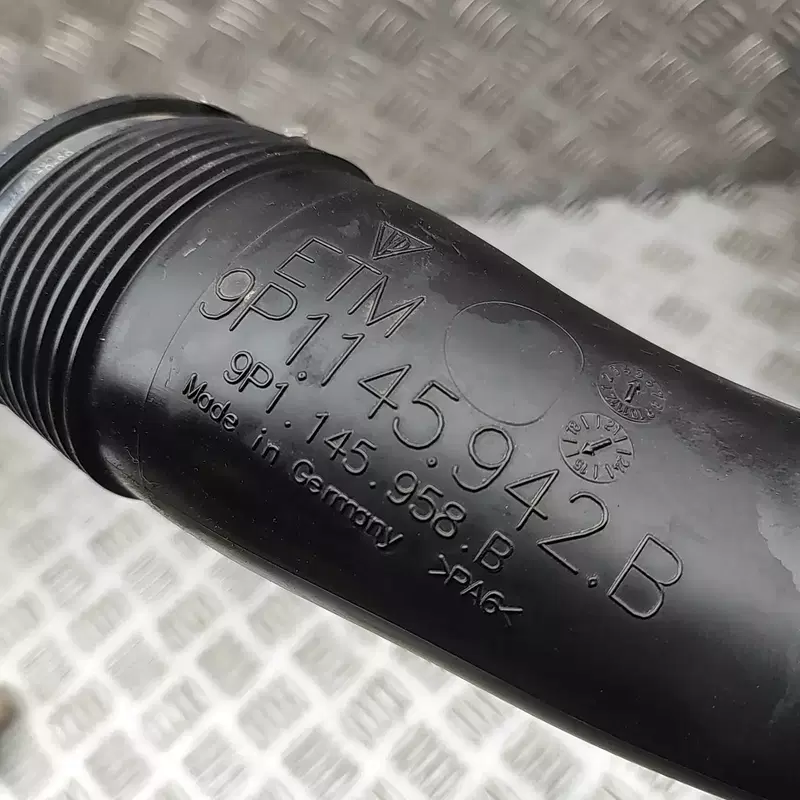 ETM
9P1.145.942.B
9P1.145.958.B
Made in Germany
>PA6<